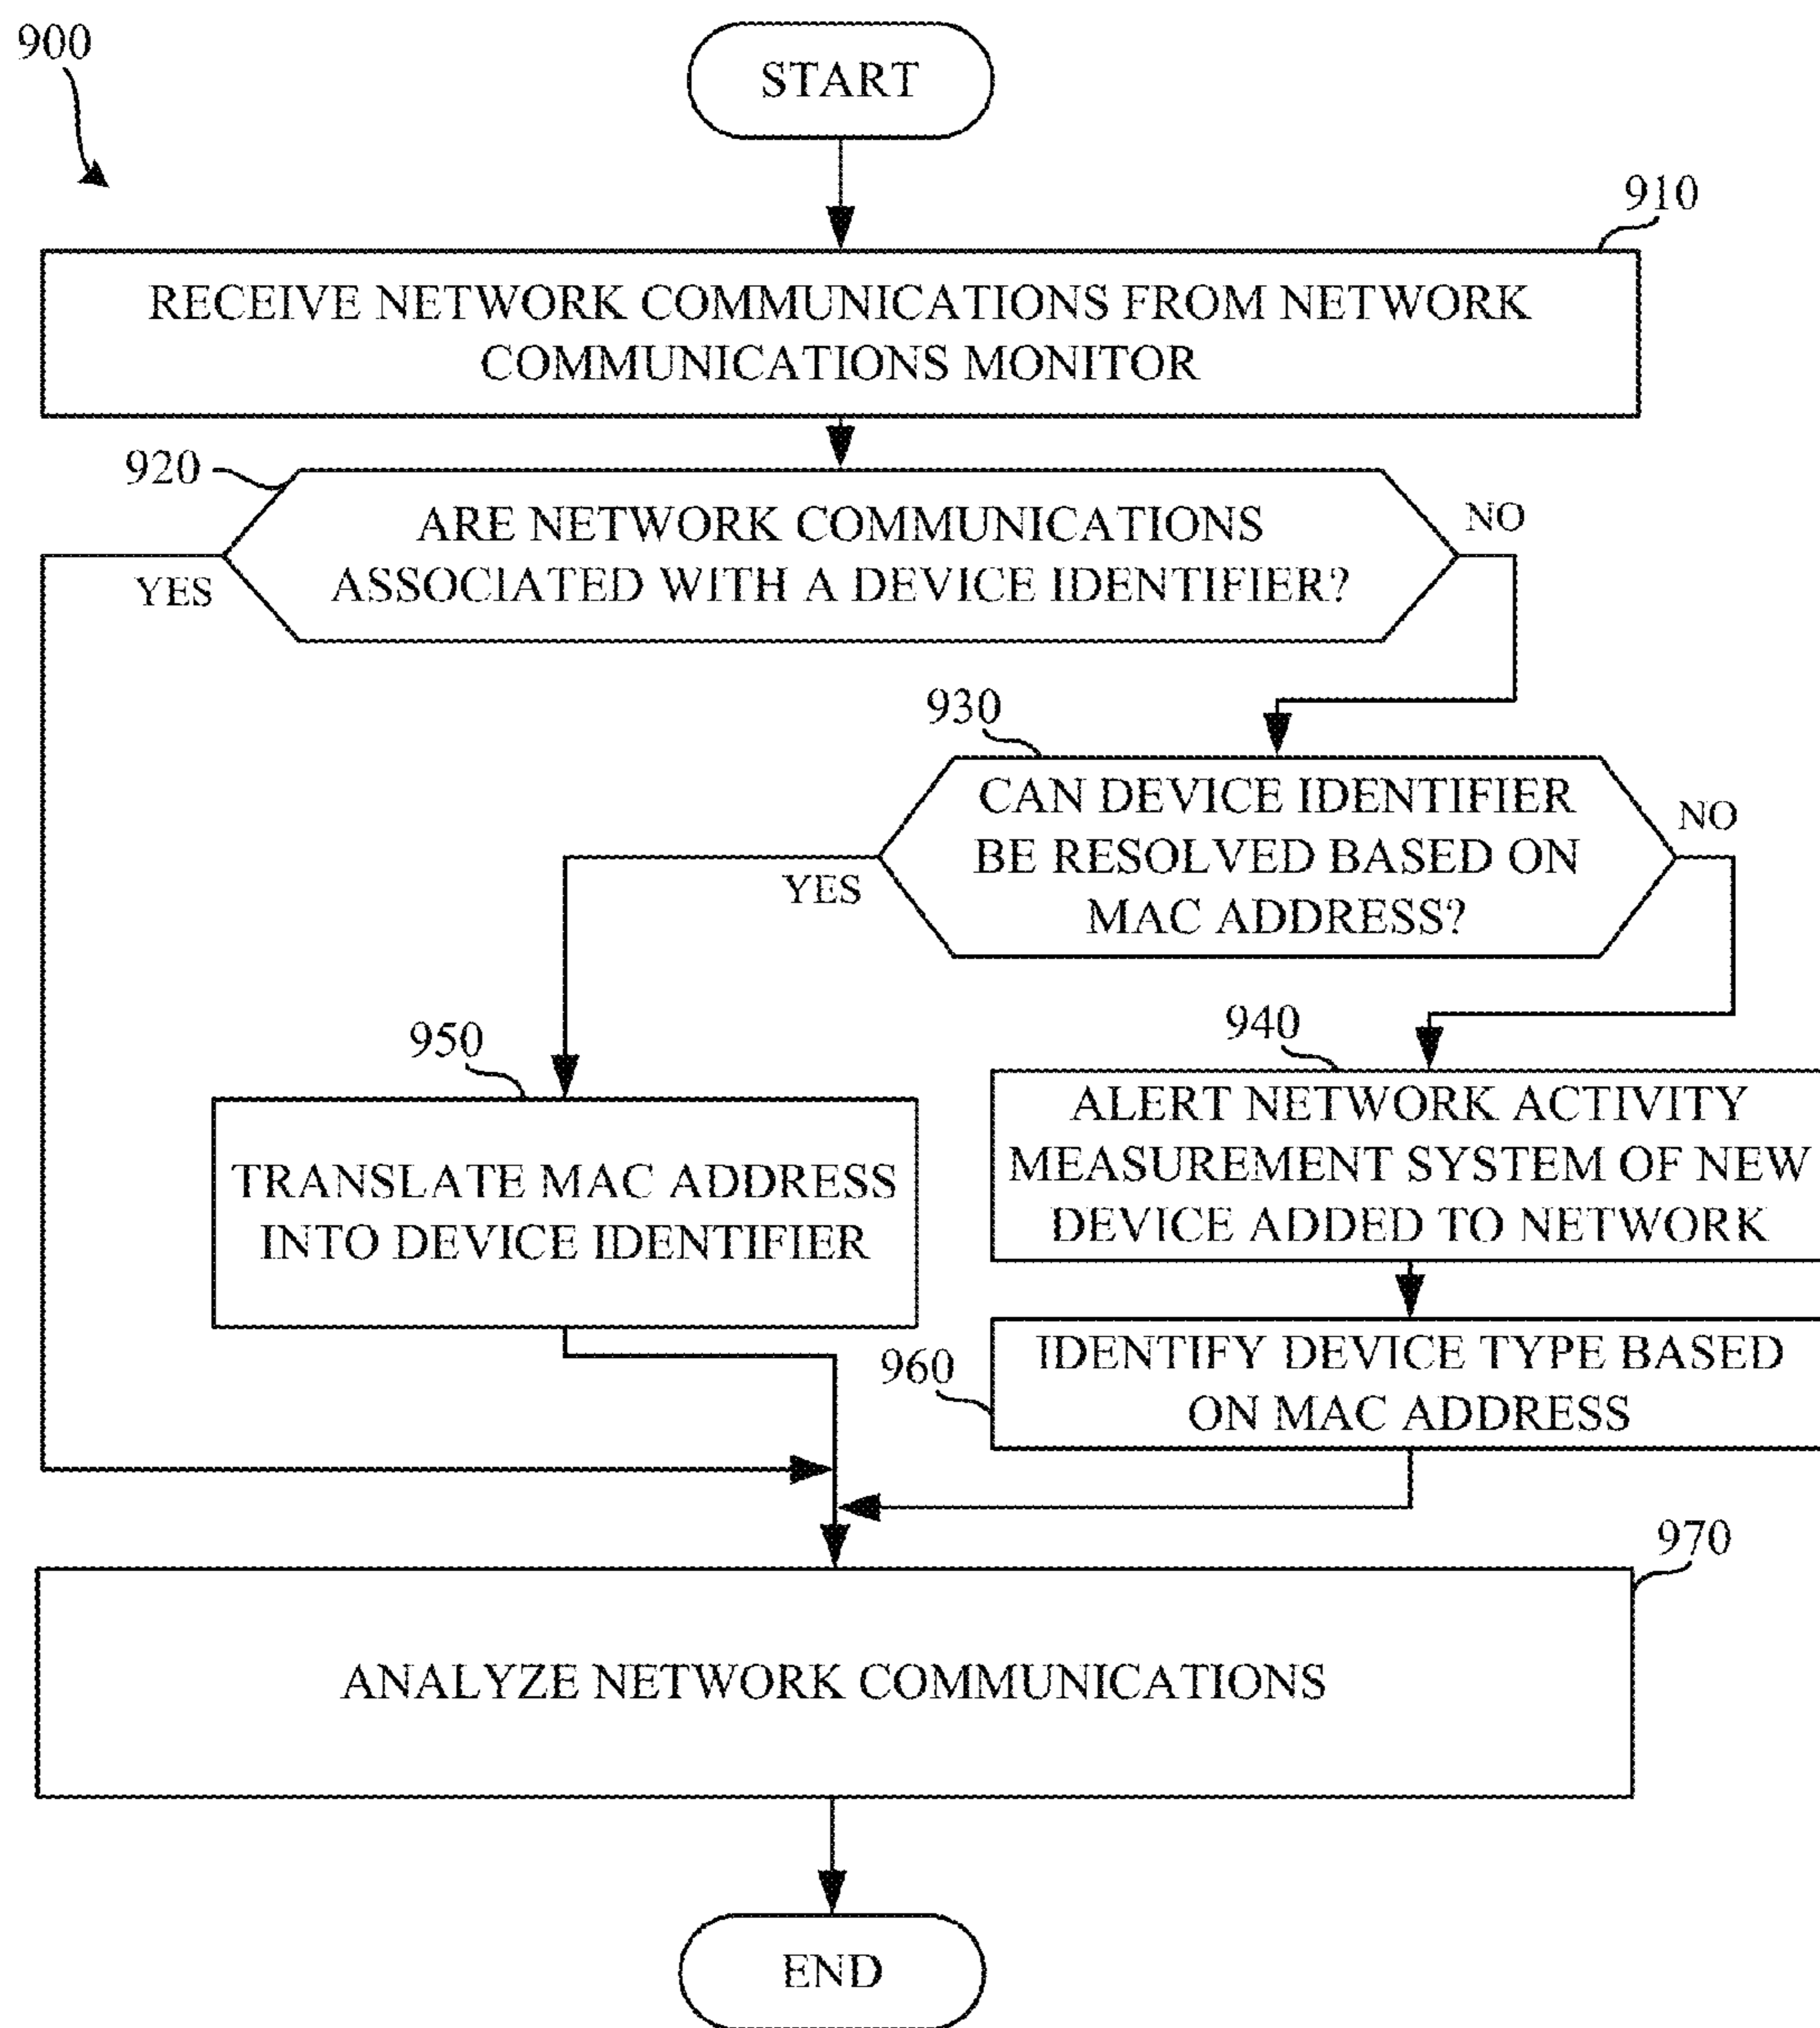 900
START
910
RECEIVE NETWORK COMMUNICATIONS FROM NETWORK
COMMUNICATIONS MONITOR
920
ARE NETWORK COMMUNICATIONS
ASSOCIATED WITH A DEVICE IDENTIFIER?
NO
YES
930
CAN DEVICE IDENTIFIER
BE RESOLVED BASED ON
MAC ADDRESS?
NO
YES
940
ALERT NETWORK ACTIVITY
MEASUREMENT SYSTEM OF NEW
DEVICE ADDED TO NETWORK
950
TRANSLATE MAC ADDRESS
INTO DEVICE IDENTIFIER
960
IDENTIFY DEVICE TYPE BASED
ON MAC ADDRESS
970
ANALYZE NETWORK COMMUNICATIONS
END